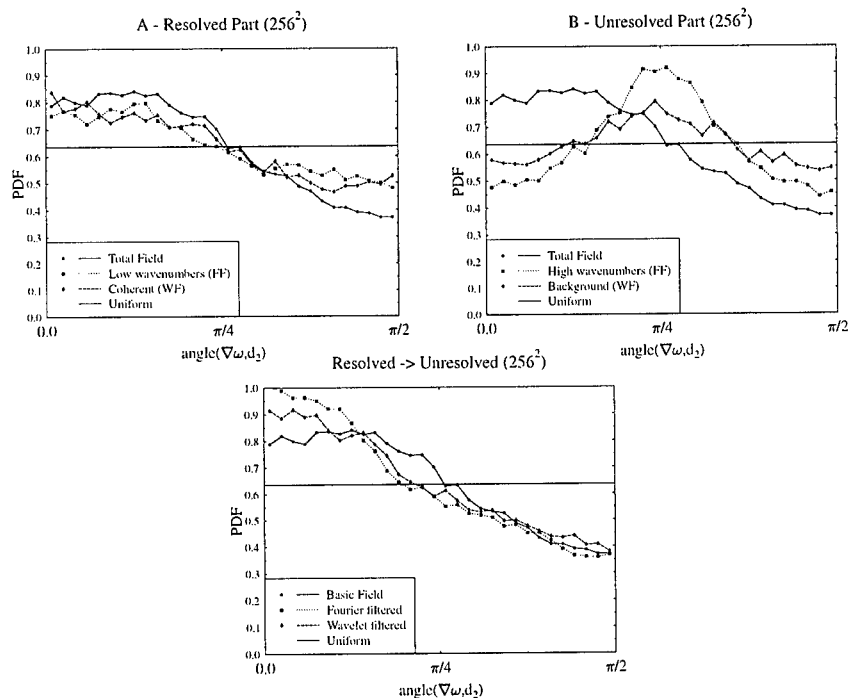 A - Resolved Part (256²)
1.0
0.9
0.8
0.7
0.6
0.5
0.4
0.3
0.2
0.1
0.0
PDF
Total Field
Low wavenumbers (FF)
Coherent (WF)
Uniform
0.0
π/4
π/2
angle(∇ω,d₂)
B - Unresolved Part (256²)
1.0
0.9
0.8
0.7
0.6
0.5
0.4
0.3
0.2
0.1
0.0
PDF
Total Field
High wavenumbers (FF)
Background (WF)
Uniform
0.0
π/4
π/2
angle(∇ω,d₂)
Resolved -> Unresolved (256²)
1.0
0.9
0.8
0.7
0.6
0.5
0.4
0.3
0.2
0.1
0.0
PDF
Basic Field
Fourier filtered
Wavelet filtered
Uniform
0.0
π/4
π/2
angle(∇ω,d₂)